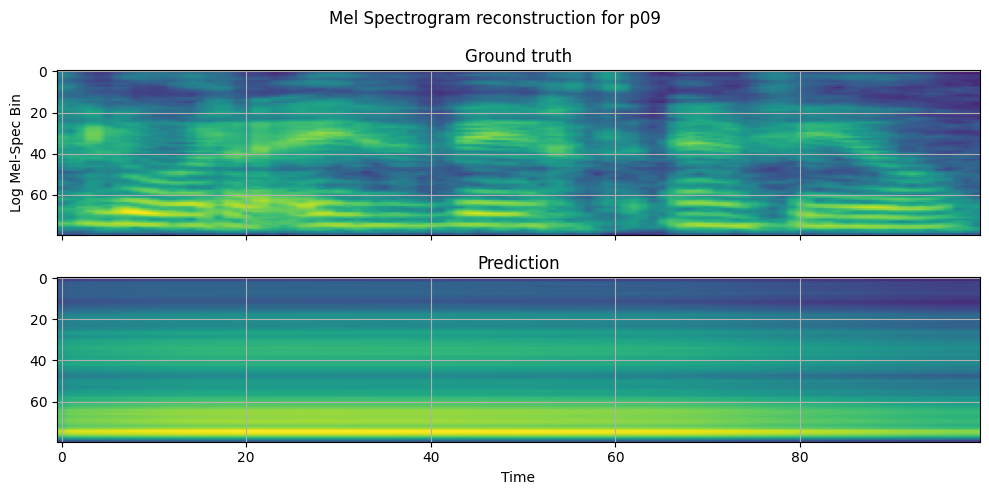 Mel Spectrogram reconstruction for p09
Ground truth
Log Mel-Spec Bin
0
20
40
60
Prediction
0
20
40
60
0 20 40 60 80
Time